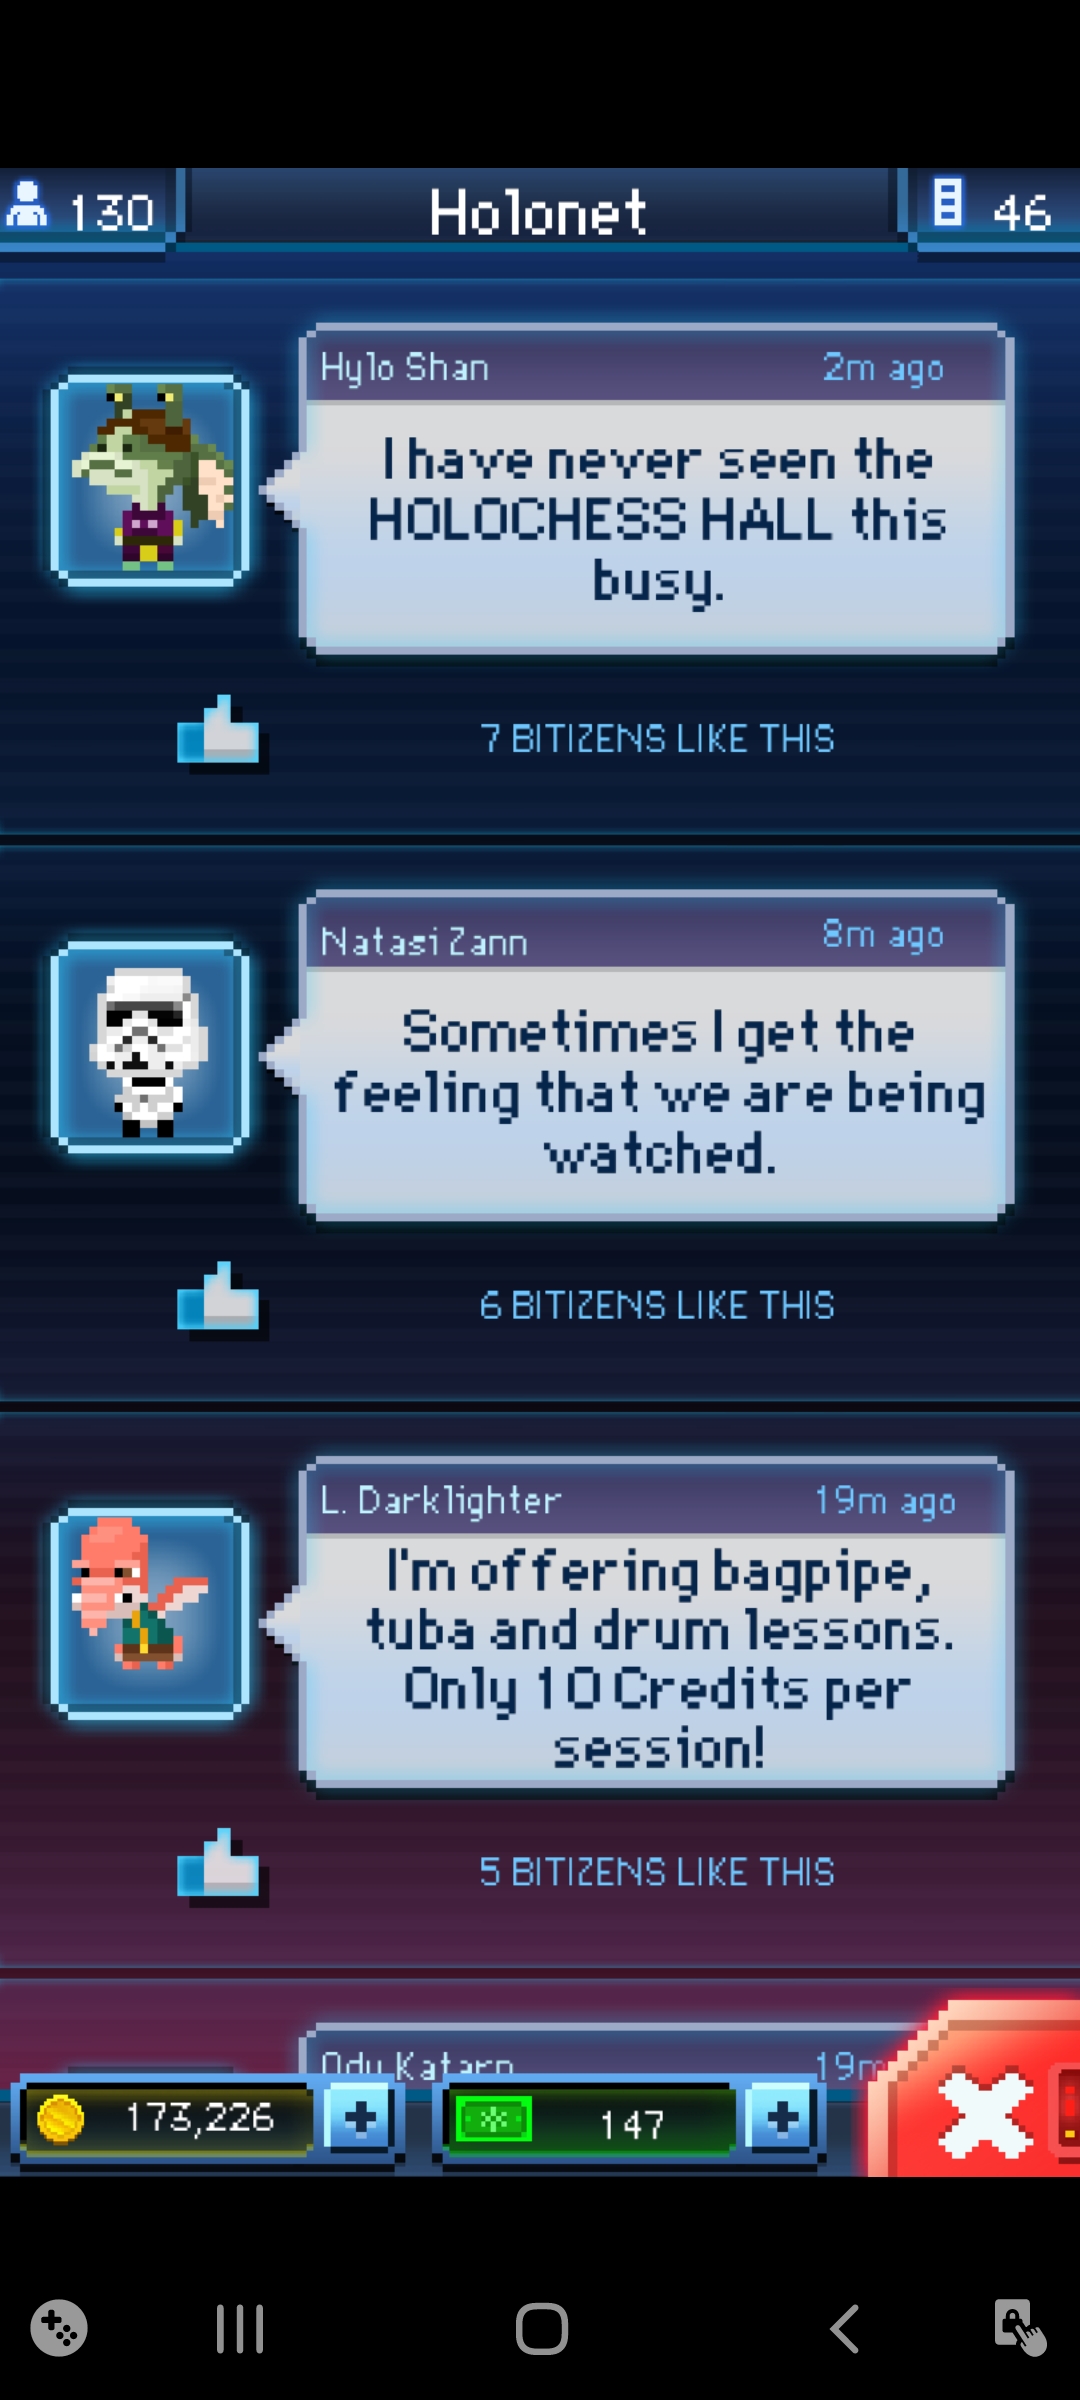 130
Holonet
46
Hylo Shan
2m ago
I have never seen the
HOLOCHESS HALL this
busy.
7 BITIZENS LIKE THIS
Natasi Zann
8m ago
Sometimes I get the
feeling that we are being
watched.
6 BITIZENS LIKE THIS
L. Darklighter
19m ago
I'm offering bagpipe,
tuba and drum lessons.
Only 10 Credits per
session!
5 BITIZENS LIKE THIS
Odu Katarn
19m
173,226
147